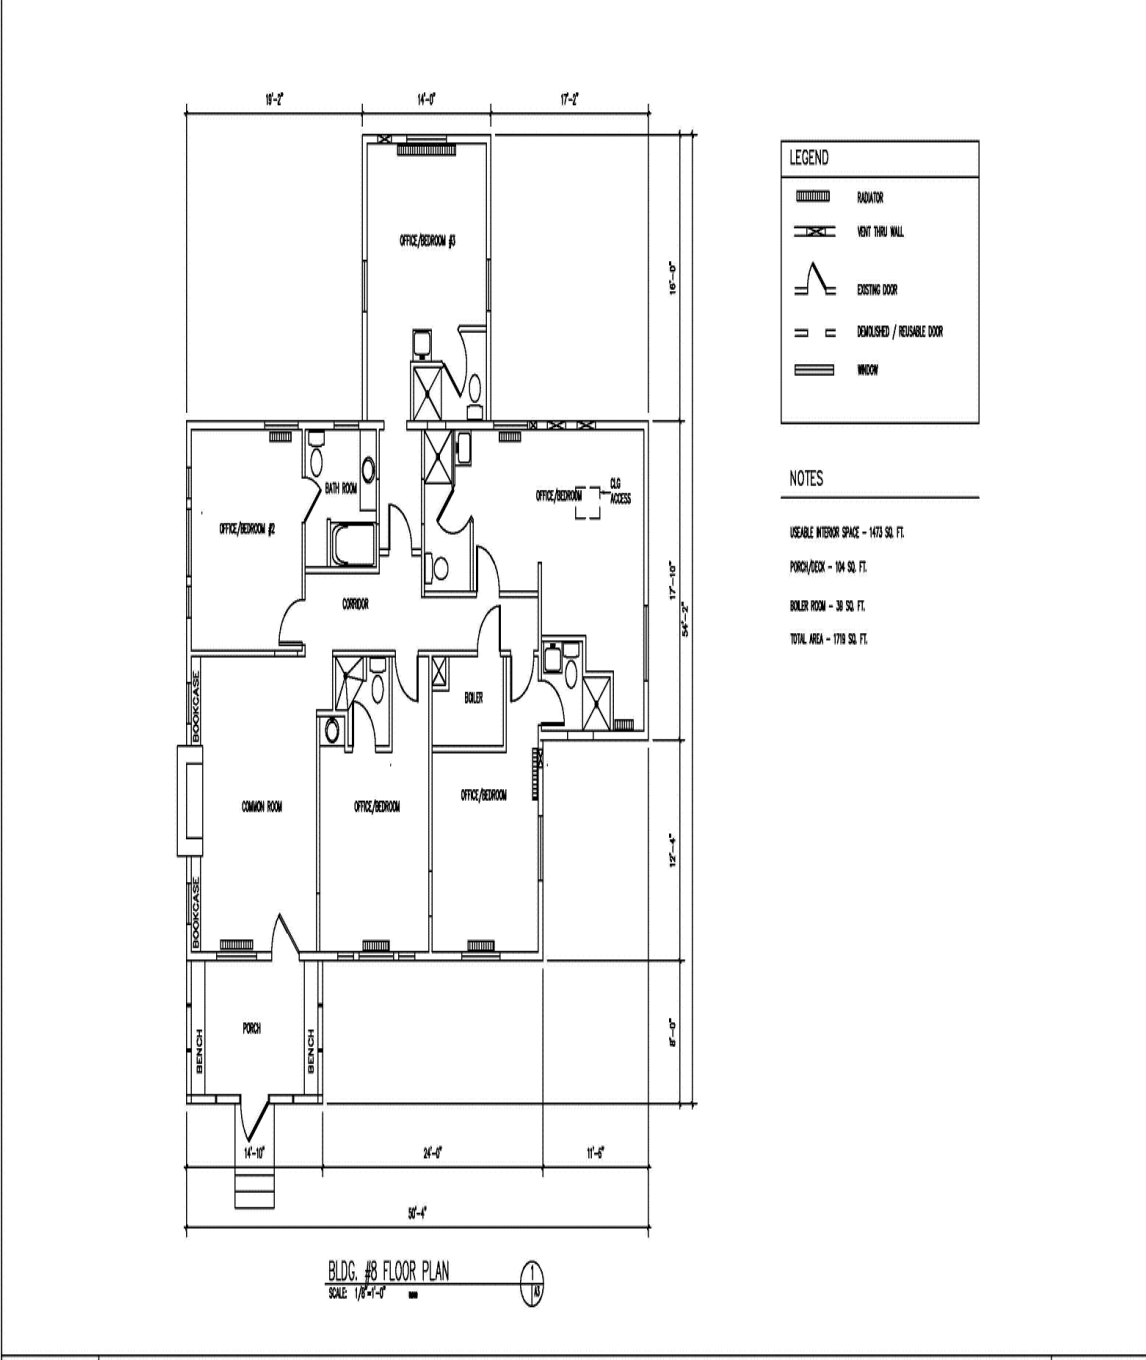 19'-2" 14'-0" 17'-2"
LEGEND
RADIATOR
VENT THRU WALL
EXISTING DOOR
DEMOLISHED / REUSABLE DOOR
WINDOW
OFFICE/BEDROOM #3
16'-0"
NOTES
USEABLE INTERIOR SPACE - 1473 SQ. FT.
PORCH/DECK - 104 SQ. FT.
BOILER ROOM - 39 SQ. FT.
TOTAL AREA - 1719 SQ. FT.
BATH ROOM
OFFICE/BEDROOM
CLG
ACCESS
OFFICE/BEDROOM #2
17'-10"
54'-2"
CORRIDOR
BOOKCASE
BOILER
COMMON ROOM
OFFICE/BEDROOM
OFFICE/BEDROOM
12'-4"
BOOKCASE
PORCH
BENCH
BENCH
8'-0"
14'-10" 24'-0" 11'-6"
50'-4"
BLDG. #8 FLOOR PLAN
SCALE: 1/8"=1'-0"
1
A3